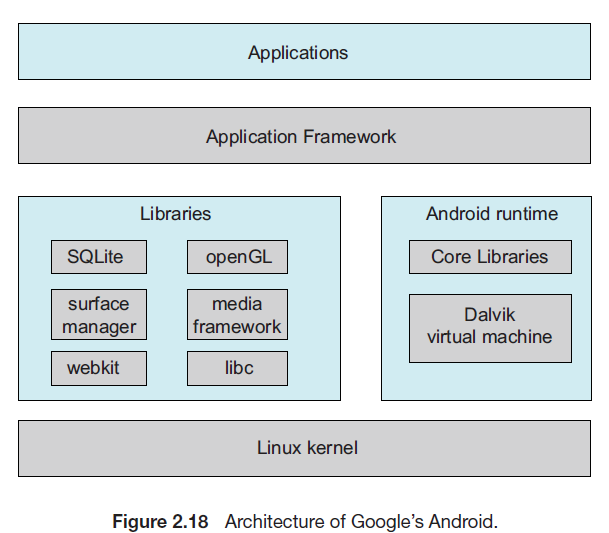 Applications
Application Framework
Libraries
SQLite
openGL
surface
manager
media
framework
webkit
libc
Android runtime
Core Libraries
Dalvik
virtual machine
Linux kernel
Figure 2.18 Architecture of Google’s Android.